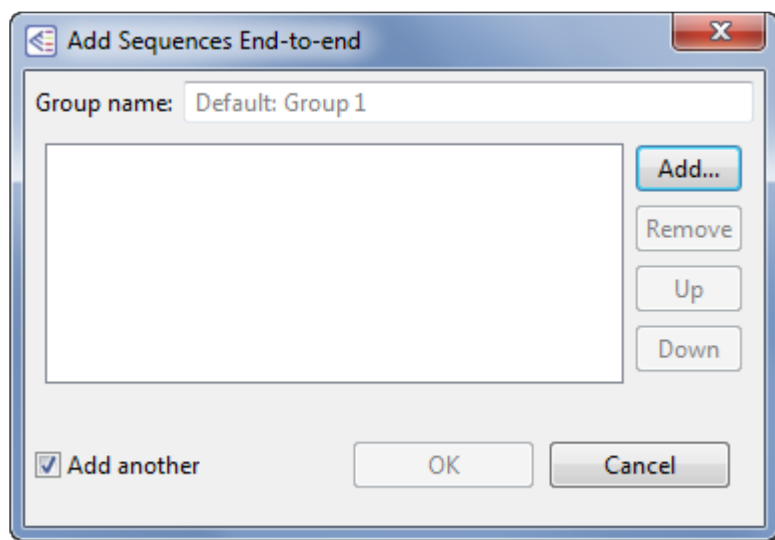 Add Sequences End-to-end
Group name: Default: Group 1
Add...
Remove
Up
Down
Add another
OK
Cancel